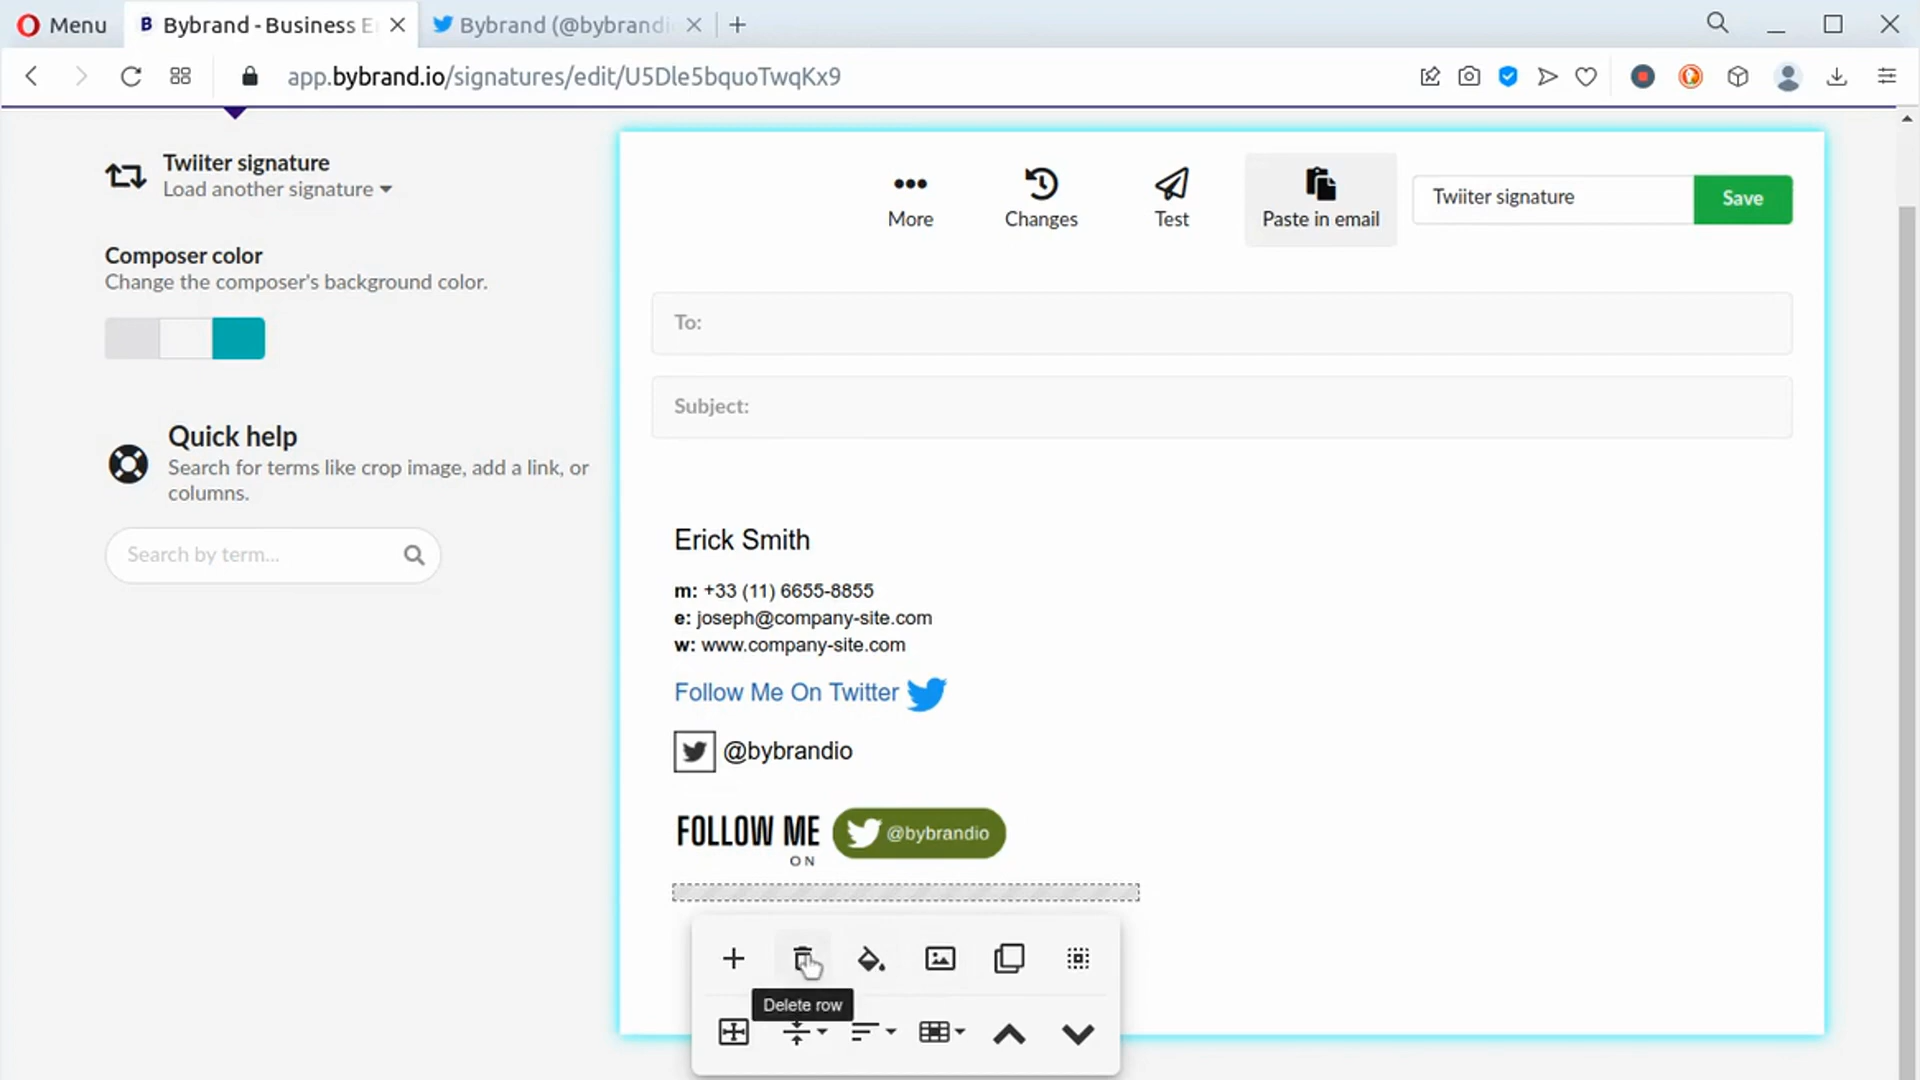 Menu
Bybrand - Business E
Bybrand (@bybrandi
app.bybrand.io/signatures/edit/U5Dle5bquoTwqKx9
Twiiter signature
Load another signature
Composer color
Change the composer's background color.
Quick help
Search for terms like crop image, add a link, or
columns.
Search by term...
More
Changes
Test
Paste in email
Twiiter signature
Save
To:
Subject:
Erick Smith
m: +33 (11) 6655-8855
e: joseph@company-site.com
w: www.company-site.com
Follow Me On Twitter
@bybrandio
FOLLOW ME
ON
@bybrandio
Delete row